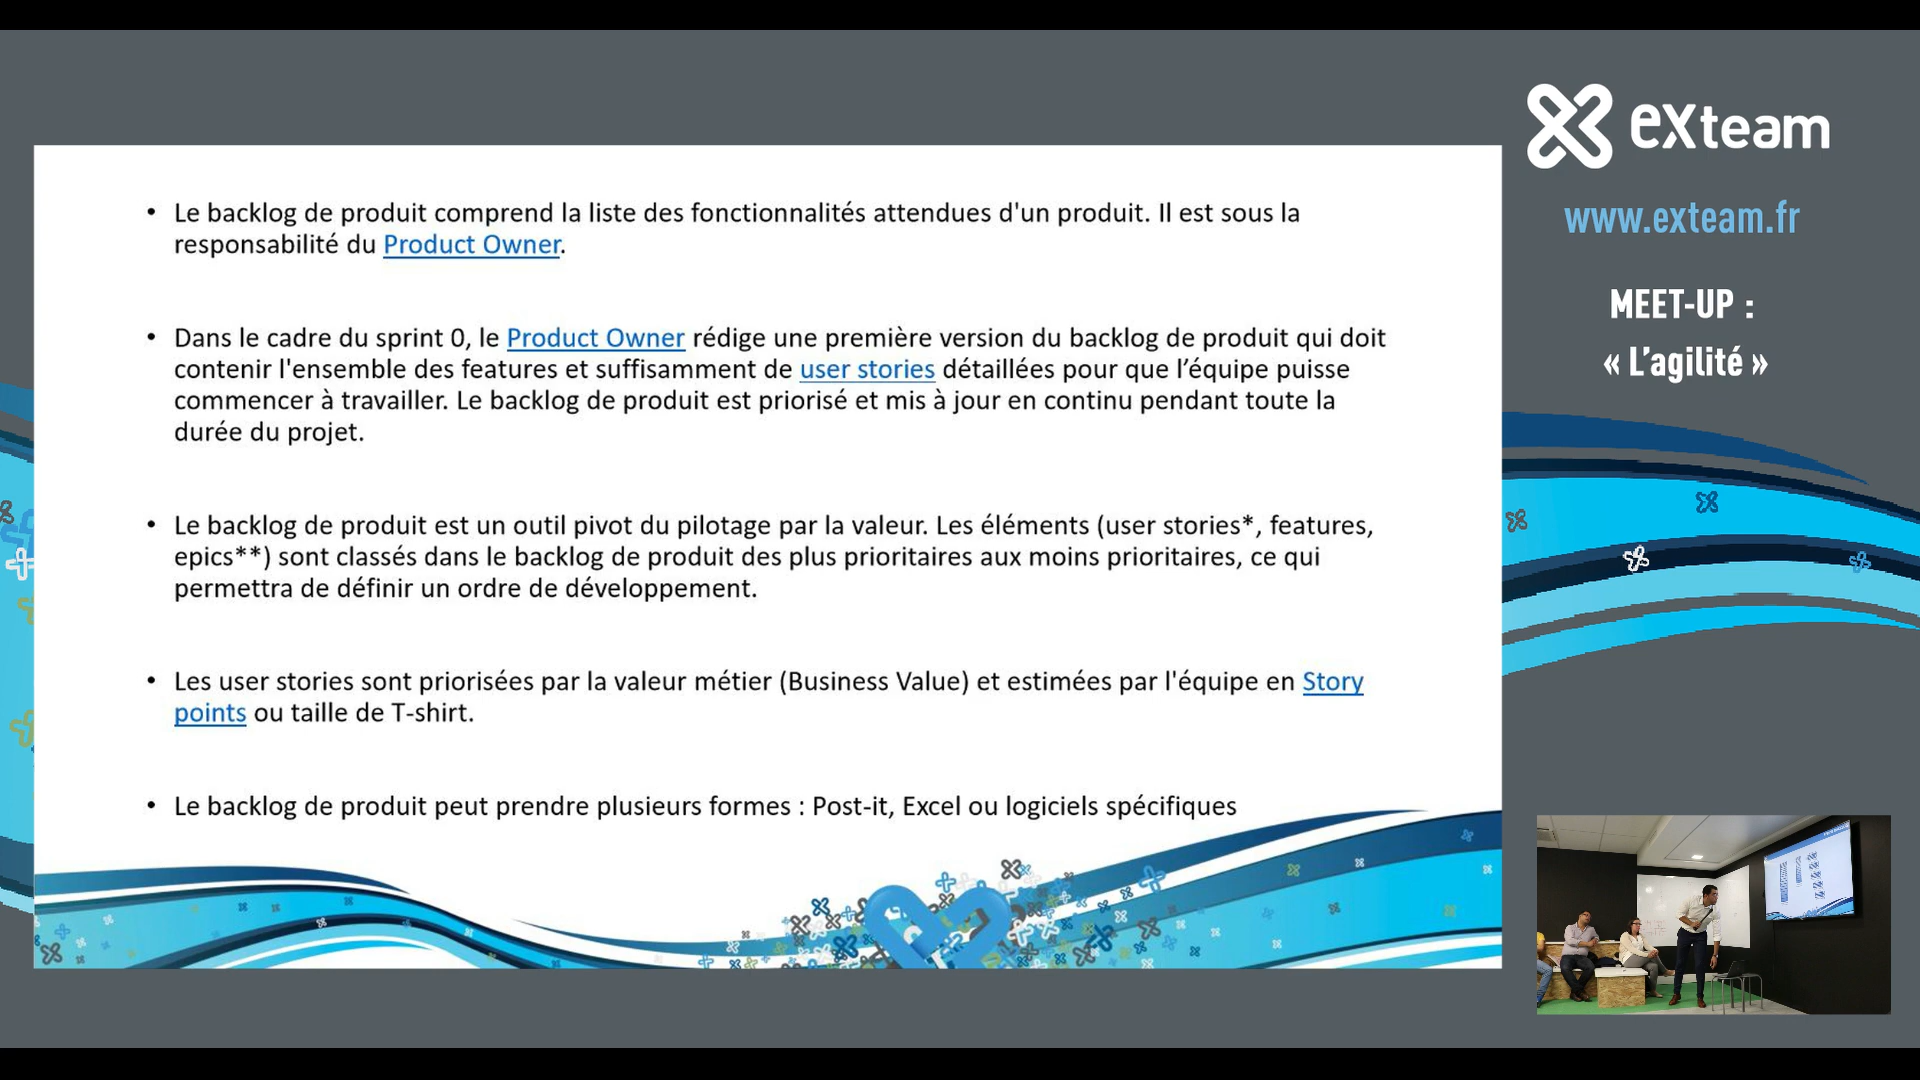 • Le backlog de produit comprend la liste des fonctionnalités attendues d'un produit. Il est sous la
responsabilité du Product Owner.
• Dans le cadre du sprint 0, le Product Owner rédige une première version du backlog de produit qui doit
contenir l'ensemble des features et suffisamment de user stories détaillées pour que l’équipe puisse
commencer à travailler. Le backlog de produit est priorisé et mis à jour en continu pendant toute la
durée du projet.
• Le backlog de produit est un outil pivot du pilotage par la valeur. Les éléments (user stories*, features,
epics**) sont classés dans le backlog de produit des plus prioritaires aux moins prioritaires, ce qui
permettra de définir un ordre de développement.
• Les user stories sont priorisées par la valeur métier (Business Value) et estimées par l'équipe en Story
points ou taille de T-shirt.
• Le backlog de produit peut prendre plusieurs formes : Post-it, Excel ou logiciels spécifiques
eXteam
www.exteam.fr
MEET-UP :
« L’agilité »